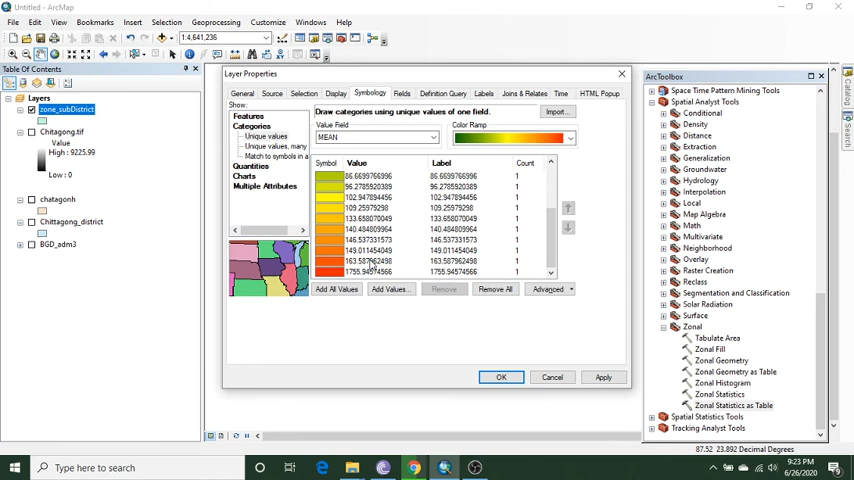 Untitled - ArcMap
File Edit View Bookmarks Insert Selection Geoprocessing Customize Windows Help
1:4,641,236
Table Of Contents
Layers
zone_subDistrict
Chitagong.tif
Value
High : 9225.99
Low : 0
chatagonh
Chittagong_district
BGD_adm3
Layer Properties
General Source Selection Display Symbology Fields Definition Query Labels Joins & Relates Time HTML Popup
Show:
Features
Categories
Unique values
Unique values, many
Match to symbols in a
Quantities
Charts
Multiple Attributes
Draw categories using unique values of one field.
Import...
Value Field
Color Ramp
MEAN
Symbol Value Label Count
86.6699766996 86.6699766996 1
96.2785920389 96.2785920389 1
102.947894496 102.947894496 1
109.25979298 109.25979298 1
133.658070049 133.658070049 1
140.484804904 140.484804904 1
146.537331573 146.537331573 1
149.011454049 149.011454049 1
163.587962498 163.587962498 1
1755.94574566 1755.94574566 1
Add All Values Add Values... Remove Remove All Advanced
OK Cancel Apply
ArcToolbox
Space Time Pattern Mining Tools
Spatial Analyst Tools
Conditional
Density
Distance
Extraction
Generalization
Groundwater
Hydrology
Interpolation
Local
Map Algebra
Math
Multivariate
Neighborhood
Overlay
Raster Creation
Reclass
Segmentation and Classification
Solar Radiation
Surface
Zonal
Tabulate Area
Zonal Fill
Zonal Geometry
Zonal Geometry as Table
Zonal Histogram
Zonal Statistics
Zonal Statistics as Table
Spatial Statistics Tools
Tracking Analyst Tools
Catalog
Search
87.52 23.892 Decimal Degrees
Type here to search
9:23 PM
6/26/2020